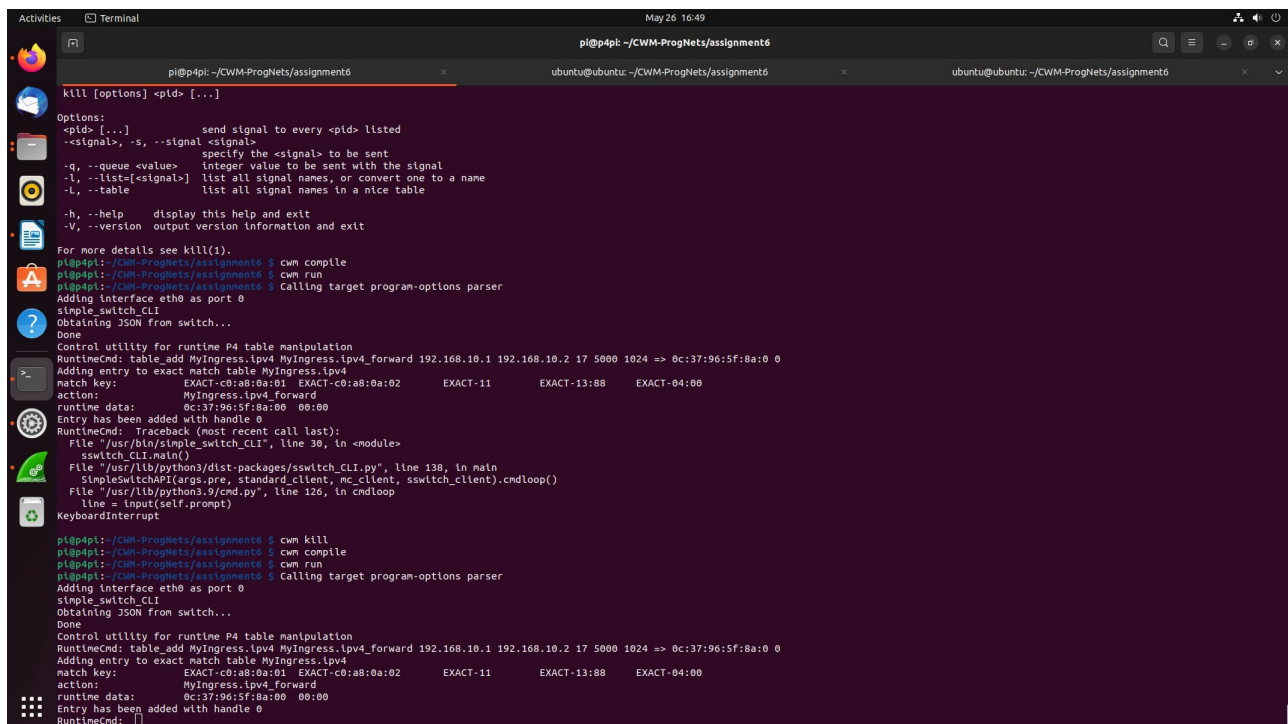 Activities Terminal May 26 16:49
pi@p4pi: ~/CWM-ProgNets/assignment6
pi@p4pi: ~/CWM-ProgNets/assignment6 × ubuntu@ubuntu: ~/CWM-ProgNets/assignment6 × ubuntu@ubuntu: ~/CWM-ProgNets/assignment6 ×
kill [options] <pid> [...]
Options:
<pid> [...] send signal to every <pid> listed
-<signal>, -s, --signal <signal>
specify the <signal> to be sent
-q, --queue <value> integer value to be sent with the signal
-l, --list=[<signal>] list all signal names, or convert one to a name
-L, --table list all signal names in a nice table
-h, --help display this help and exit
-V, --version output version information and exit
For more details see kill(1).
pi@p4pi:~/CWM-ProgNets/assignment6 $ cwm compile
pi@p4pi:~/CWM-ProgNets/assignment6 $ cwm run
pi@p4pi:~/CWM-ProgNets/assignment6 $ Calling target program-options parser
Adding interface eth0 as port 0
simple_switch_CLI
Obtaining JSON from switch...
Done
Control utility for runtime P4 table manipulation
RuntimeCmd: table_add MyIngress.ipv4 MyIngress.ipv4_forward 192.168.10.1 192.168.10.2 17 5000 1024 => 0c:37:96:5f:8a:0 0
Adding entry to exact match table MyIngress.ipv4
match key: EXACT-c0:a8:0a:01 EXACT-c0:a8:0a:02 EXACT-11 EXACT-13:88 EXACT-04:00
action: MyIngress.ipv4_forward
runtime data: 0c:37:96:5f:8a:00 00:00
Entry has been added with handle 0
RuntimeCmd: Traceback (most recent call last):
File "/usr/bin/simple_switch_CLI", line 30, in <module>
sswitch_CLI.main()
File "/usr/lib/python3/dist-packages/sswitch_CLI.py", line 138, in main
SimpleSwitchAPI(args.pre, standard_client, mc_client, sswitch_client).cmdloop()
File "/usr/lib/python3.9/cmd.py", line 126, in cmdloop
line = input(self.prompt)
KeyboardInterrupt
pi@p4pi:~/CWM-ProgNets/assignment6 $ cwm kill
pi@p4pi:~/CWM-ProgNets/assignment6 $ cwm compile
pi@p4pi:~/CWM-ProgNets/assignment6 $ cwm run
pi@p4pi:~/CWM-ProgNets/assignment6 $ Calling target program-options parser
Adding interface eth0 as port 0
simple_switch_CLI
Obtaining JSON from switch...
Done
Control utility for runtime P4 table manipulation
RuntimeCmd: table_add MyIngress.ipv4 MyIngress.ipv4_forward 192.168.10.1 192.168.10.2 17 5000 1024 => 0c:37:96:5f:8a:0 0
Adding entry to exact match table MyIngress.ipv4
match key: EXACT-c0:a8:0a:01 EXACT-c0:a8:0a:02 EXACT-11 EXACT-13:88 EXACT-04:00
action: MyIngress.ipv4_forward
runtime data: 0c:37:96:5f:8a:00 00:00
Entry has been added with handle 0
RuntimeCmd: